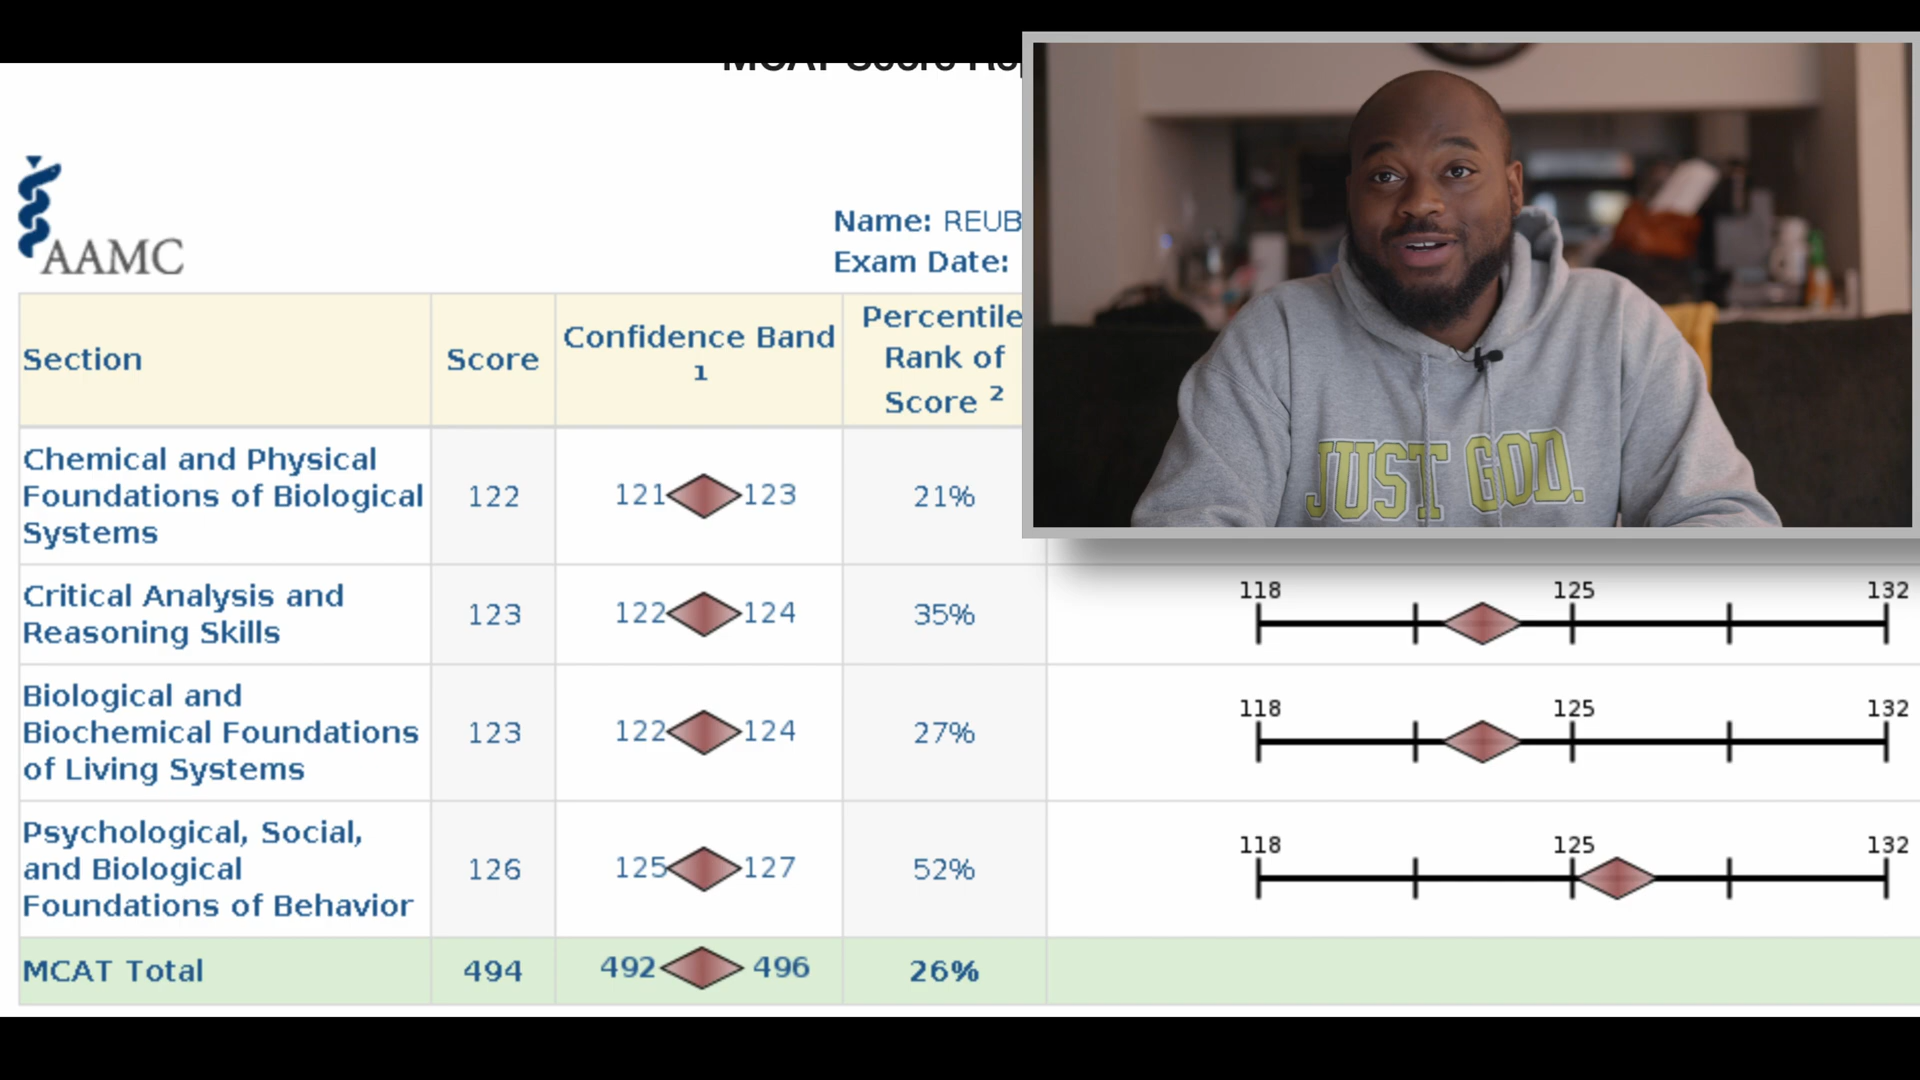 MCAT Score Rep
AAMC
Name: REUB
Exam Date:
Section
Score
Confidence Band
1
Percentile
Rank of
Score 2
Chemical and Physical
Foundations of Biological
Systems
122
121 123
21%
Critical Analysis and
Reasoning Skills
123
122 124
35%
118 125 132
Biological and
Biochemical Foundations
of Living Systems
123
122 124
27%
118 125 132
Psychological, Social,
and Biological
Foundations of Behavior
126
125 127
52%
118 125 132
MCAT Total
494
492 496
26%
JUST GOD.